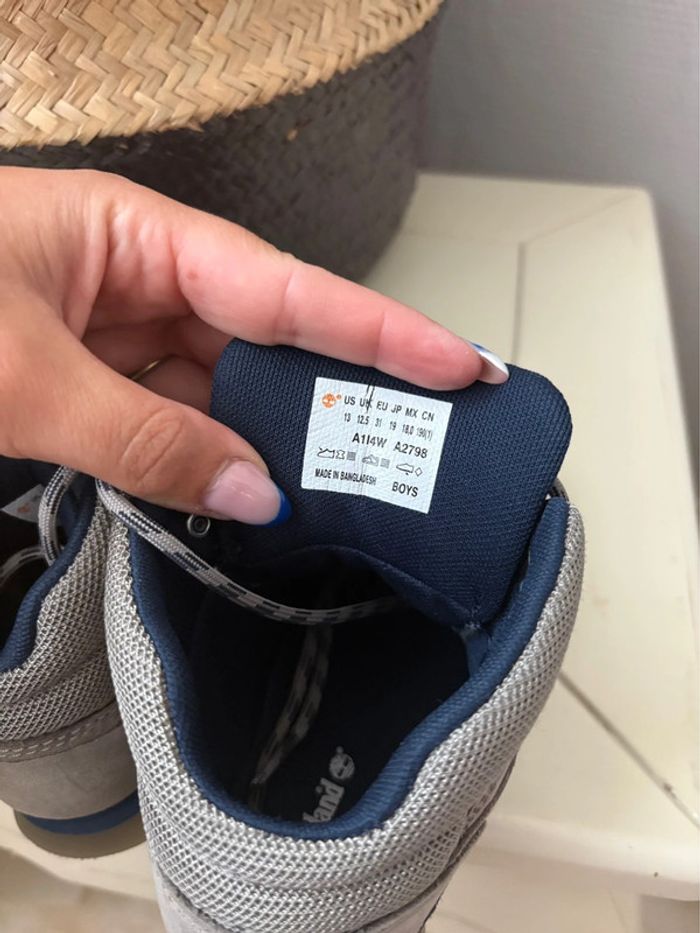 US UK EU JP MX CN
13 12.5 31 19 18,0 190(1)
A1I4W A2798
MADE IN BANGLADESH BOYS